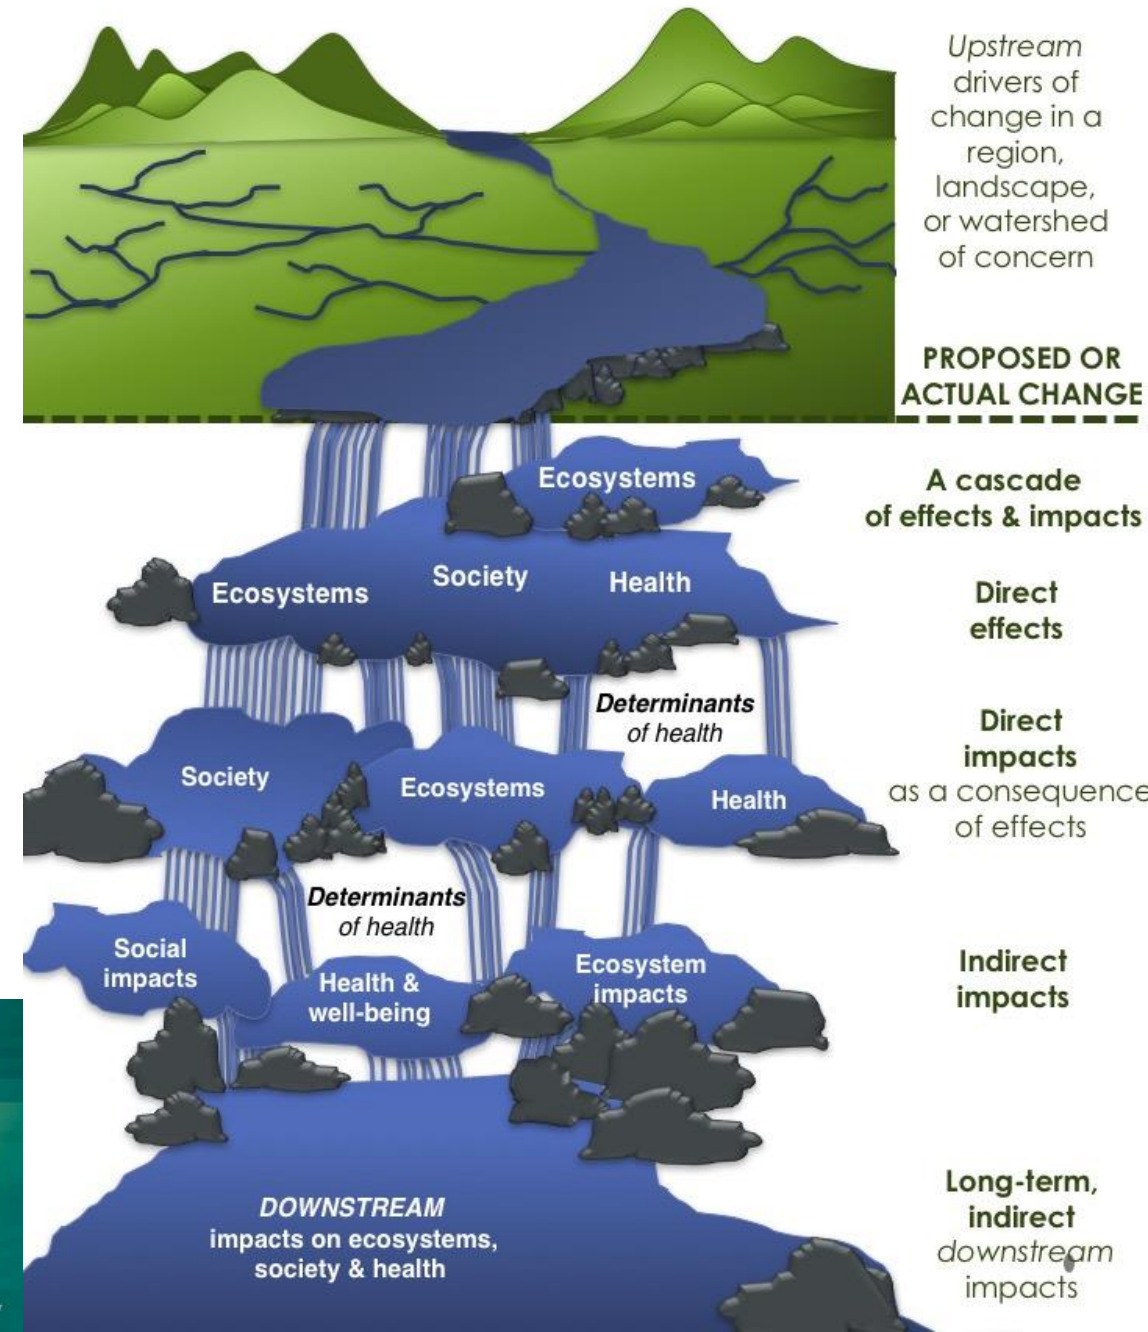 Upstream
drivers of
change in a
region,
landscape,
or watershed
of concern
PROPOSED OR
ACTUAL CHANGE
Ecosystems
A cascade
of effects & impacts
Ecosystems
Society
Health
Direct
effects
Determinants
of health
Direct
impacts
as a consequence
of effects
Society
Ecosystems
Health
Determinants
of health
Social
impacts
Health &
well-being
Ecosystem
impacts
Indirect
impacts
DOWNSTREAM
impacts on ecosystems,
society & health
Long-term,
indirect
downstream
impacts